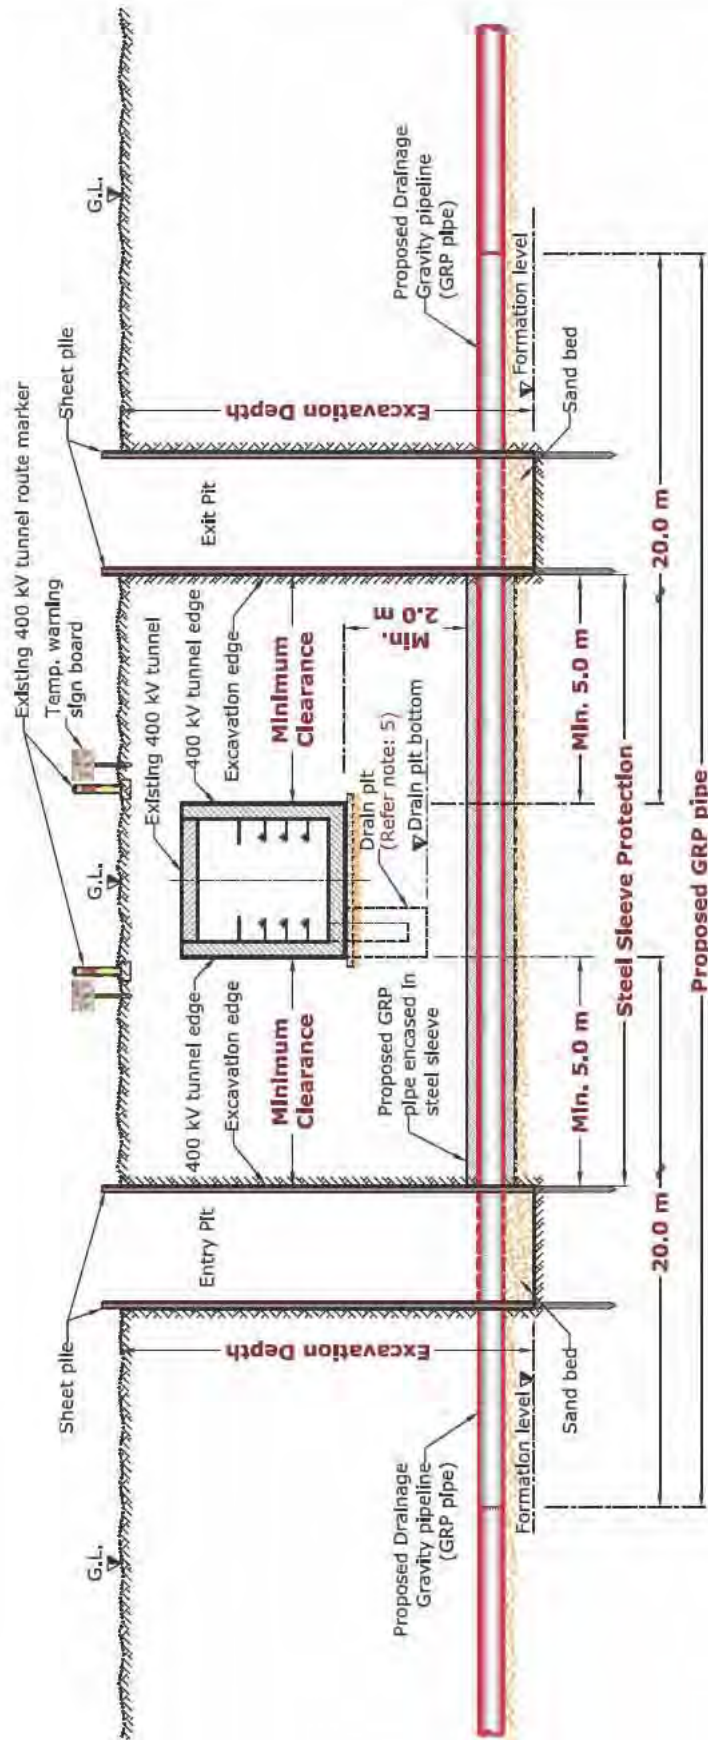 Existing 400 kV tunnel route marker
Temp. warning
sign board
Sheet pile
G.L.
G.L.
Sheet pile
G.L.
Entry Pit
Exit Pit
Existing 400 kV tunnel
400 kV tunnel edge
Excavation edge
400 kV tunnel edge
Excavation edge
Minimum
Clearance
Minimum
Clearance
Excavation Depth
Excavation Depth
Min.
2.0 m
Drain pit
(Refer note: 5)
Drain pit bottom
Proposed GRP
pipe encased in
steel sleeve
Proposed Drainage
Gravity pipeline
(GRP pipe)
Proposed Drainage
Gravity pipeline
(GRP pipe)
Formation level
Sand bed
Formation level
Sand bed
Min. 5.0 m
Min. 5.0 m
Steel Sleeve Protection
20.0 m
20.0 m
Proposed GRP pipe